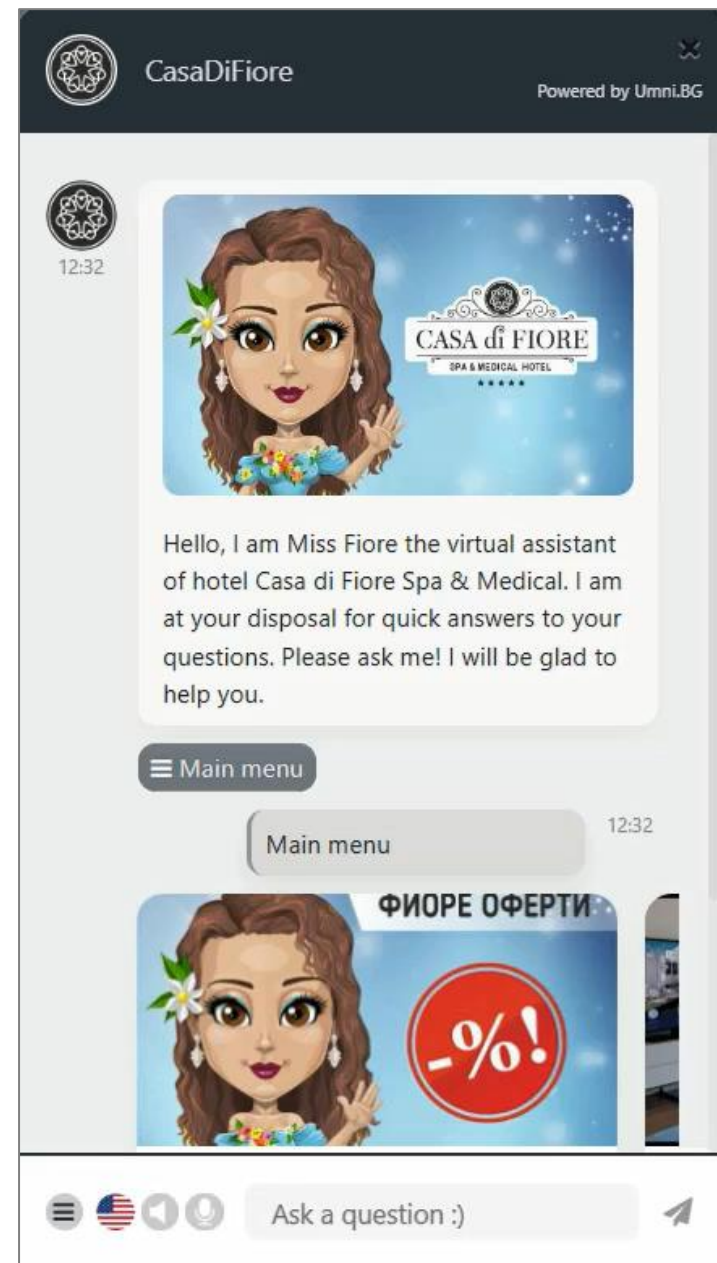 CasaDiFiore
Powered by Umni.BG
12:32
CASA di FIORE
SPA & MEDICAL HOTEL
Hello, I am Miss Fiore the virtual assistant
of hotel Casa di Fiore Spa & Medical. I am
at your disposal for quick answers to your
questions. Please ask me! I will be glad to
help you.
Main menu
Main menu
12:32
ФИОРЕ ОФЕРТИ
-%!
Ask a question :)